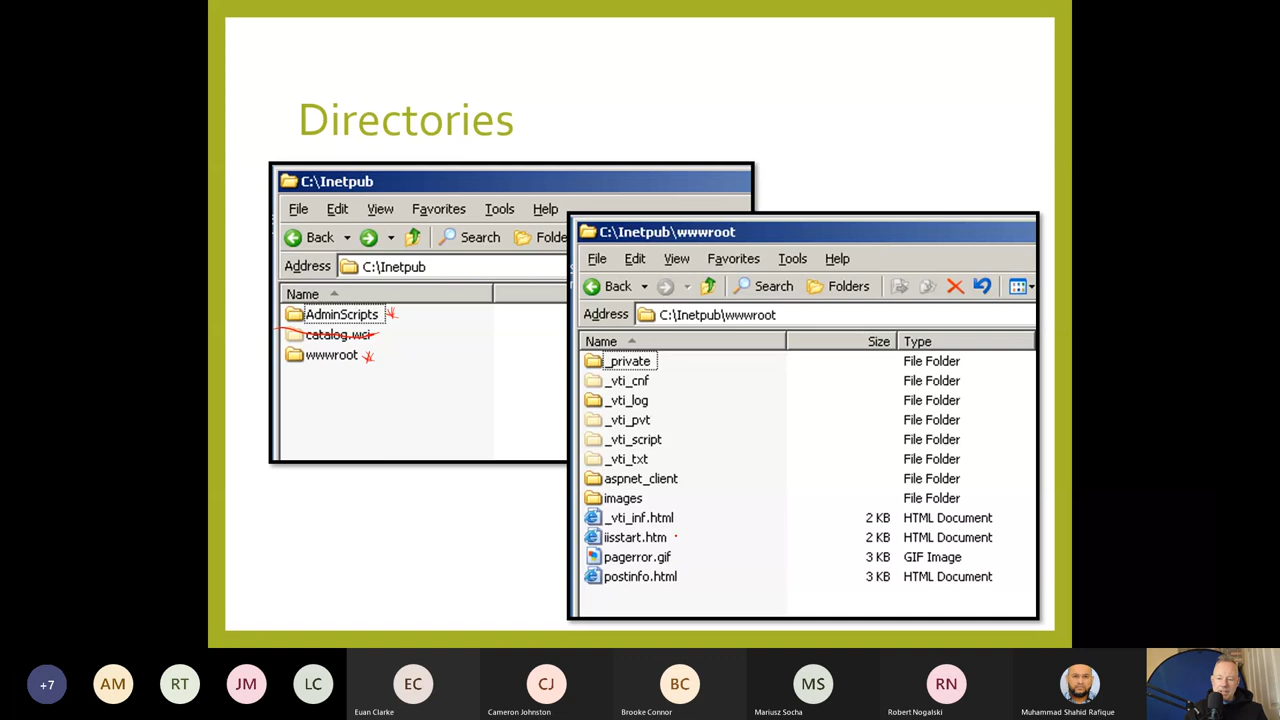 Directories
C:\Inetpub
File Edit View Favorites Tools Help
Back Search
Address C:\Inetpub
Name
AdminScripts
catalog.wci
wwwroot
C:\Inetpub\wwwroot
File Edit View Favorites Tools Help
Back Search Folders
Address C:\Inetpub\wwwroot
Name Size Type
_private File Folder
_vti_cnf File Folder
_vti_log File Folder
_vti_pvt File Folder
_vti_script File Folder
_vti_txt File Folder
aspnet_client File Folder
images File Folder
_vti_inf.html 2 KB HTML Document
iisstart.htm 2 KB HTML Document
pagerror.gif 3 KB GIF Image
postinfo.html 3 KB HTML Document
+7 AM RT JM LC EC CJ BC MS RN
Euan Clarke Cameron Johnston Brooke Connor Mariusz Socha Robert Nogalski Muhammad Shahid Rafique